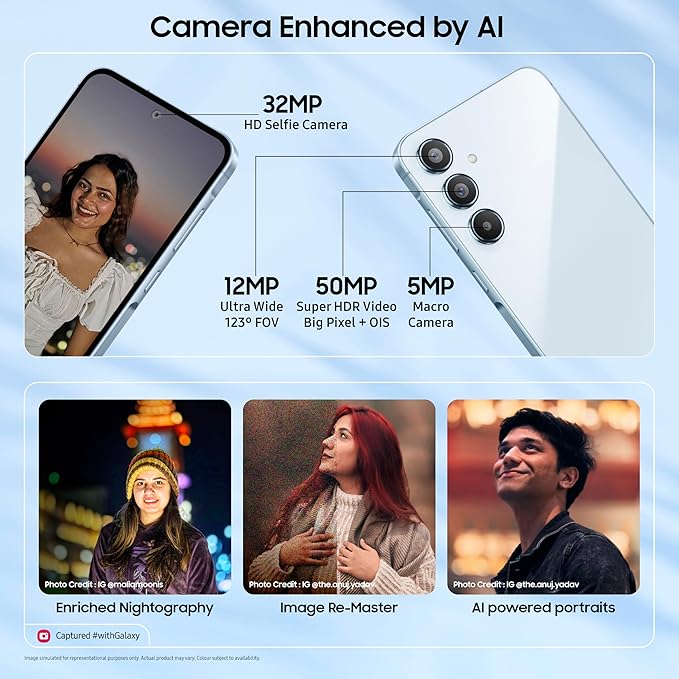 Camera Enhanced by AI
32MP
HD Selfie Camera
12MP
Ultra Wide
123º FOV
50MP
Super HDR Video
Big Pixel + OIS
5MP
Macro
Camera
Photo Credit : IG @maliqmoonis
Photo Credit : IG @the.anuj.yadav
Photo Credit : IG @the.anuj.yadav
Enriched Nightography
Image Re-Master
AI powered portraits
Captured #withGalaxy
Image simulated for representational purposes only. Actual product may vary. Colour subject to availability.